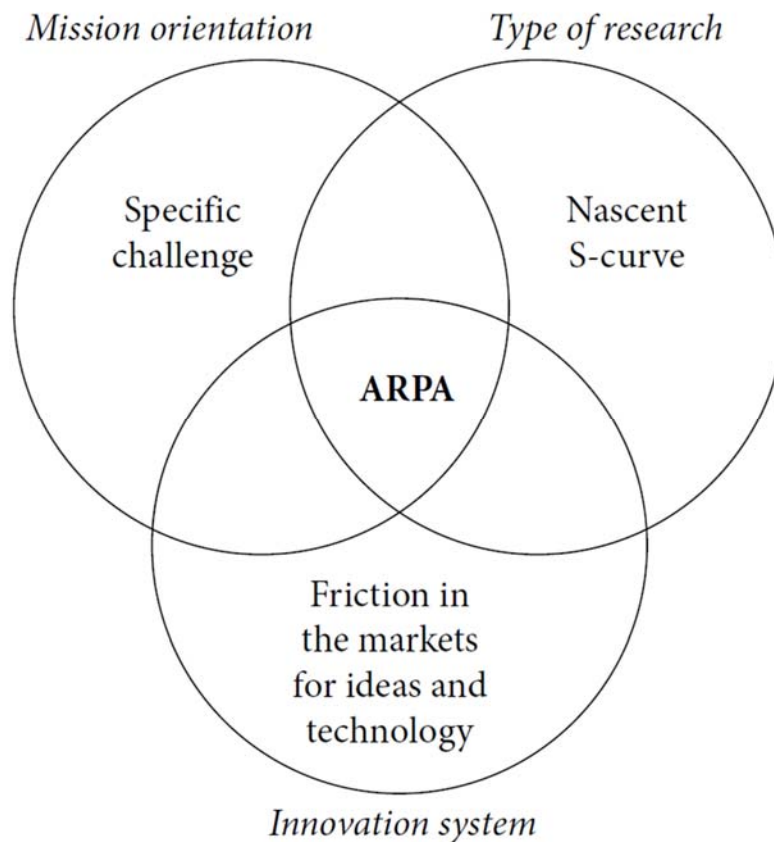 Mission orientation
Type of research
Specific
challenge
Nascent
S-curve
ARPA
Friction in
the markets
for ideas and
technology
Innovation system